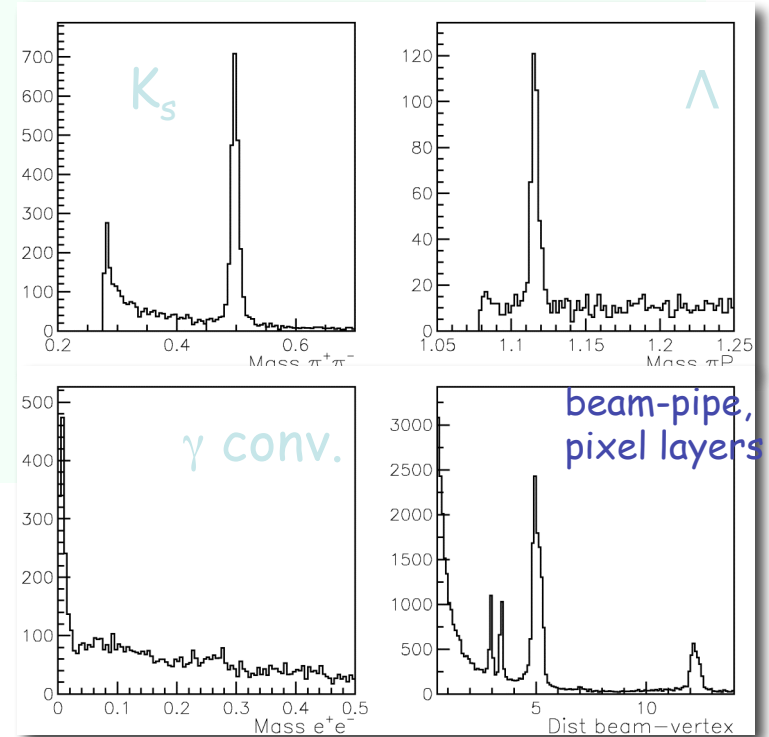 K_s
700
600
500
400
300
200
100
0
0.2 0.4 0.6
Mass π⁺π⁻
Λ
120
100
80
60
40
20
0
1.05 1.1 1.15 1.2 1.25
Mass πP
γ conv.
500
400
300
200
100
0
0 0.1 0.2 0.3 0.4 0.5
Mass e⁺e⁻
beam-pipe,
pixel layers
3000
2500
2000
1500
1000
500
0
5 10
Dist beam-vertex